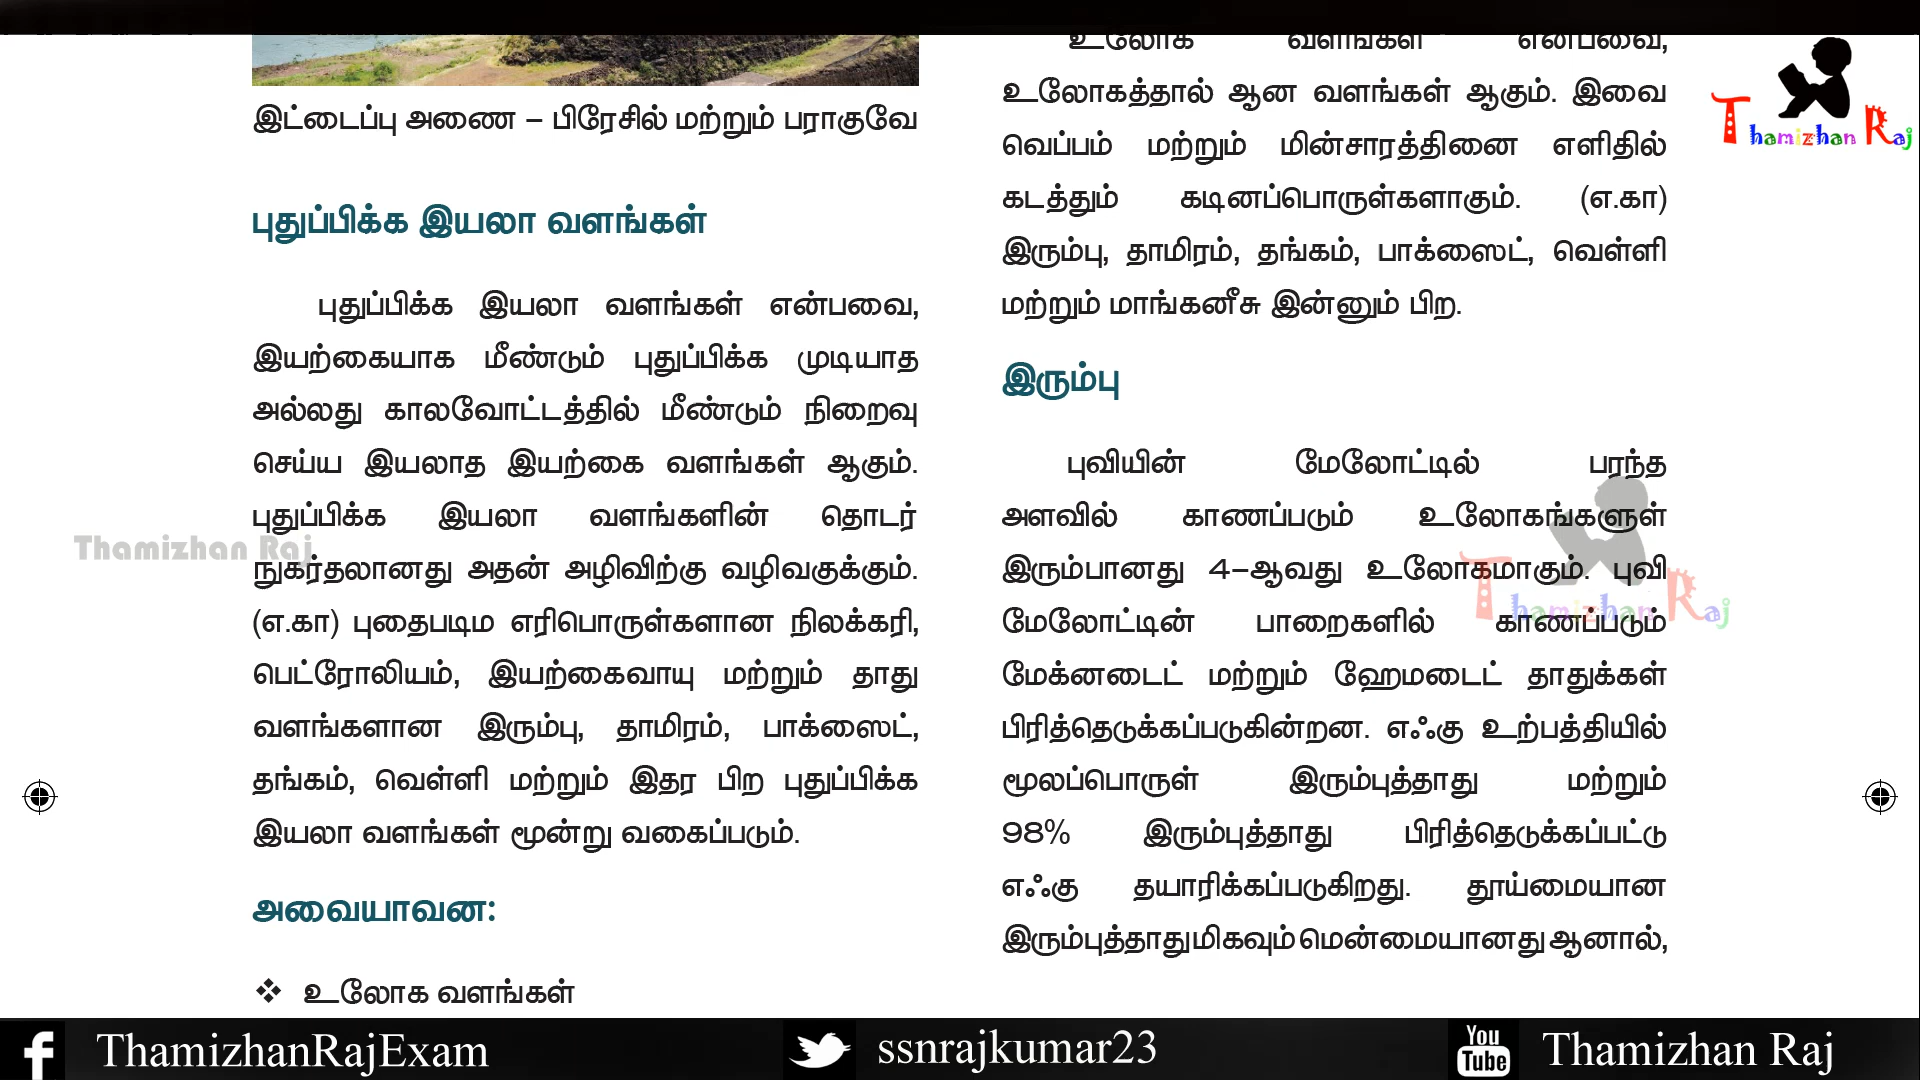 இட்டைப்பு அணை – பிரேசில் மற்றும் பராகுவே
புதுப்பிக்க இயலா வளங்கள்
புதுப்பிக்க இயலா வளங்கள் என்பவை,
இயற்கையாக மீண்டும் புதுப்பிக்க முடியாத
அல்லது காலவோட்டத்தில் மீண்டும் நிறைவு
செய்ய இயலாத இயற்கை வளங்கள் ஆகும்.
புதுப்பிக்க இயலா வளங்களின் தொடர்
நுகர்தலானது அதன் அழிவிற்கு வழிவகுக்கும்.
(எ.கா) புதைபடிம எரிபொருள்களான நிலக்கரி,
பெட்ரோலியம், இயற்கைவாயு மற்றும் தாது
வளங்களான இரும்பு, தாமிரம், பாக்ஸைட்,
தங்கம், வெள்ளி மற்றும் இதர பிற புதுப்பிக்க
இயலா வளங்கள் மூன்று வகைப்படும்.
அவையாவன:
❖ உலோக வளங்கள்
உலோக வளங்கள் என்பவை,
உலோகத்தால் ஆன வளங்கள் ஆகும். இவை
வெப்பம் மற்றும் மின்சாரத்தினை எளிதில்
கடத்தும் கடினப்பொருள்களாகும். (எ.கா)
இரும்பு, தாமிரம், தங்கம், பாக்ஸைட், வெள்ளி
மற்றும் மாங்கனீசு இன்னும் பிற.
இரும்பு
புவியின் மேலோட்டில் பரந்த
அளவில் காணப்படும் உலோகங்களுள்
இரும்பானது 4–ஆவது உலோகமாகும். புவி
மேலோட்டின் பாறைகளில் காணப்படும்
மேக்னடைட் மற்றும் ஹேமடைட் தாதுக்கள்
பிரித்தெடுக்கப்படுகின்றன. எஃகு உற்பத்தியில்
மூலப்பொருள் இரும்புத்தாது மற்றும்
98% இரும்புத்தாது பிரித்தெடுக்கப்பட்டு
எஃகு தயாரிக்கப்படுகிறது. தூய்மையான
இரும்புத்தாது மிகவும் மென்மையானது ஆனால்,
Thamizhan Raj
Thamizhan Raj
Thamizhan Raj
ThamizhanRajExam
ssnrajkumar23
You Tube
Thamizhan Raj